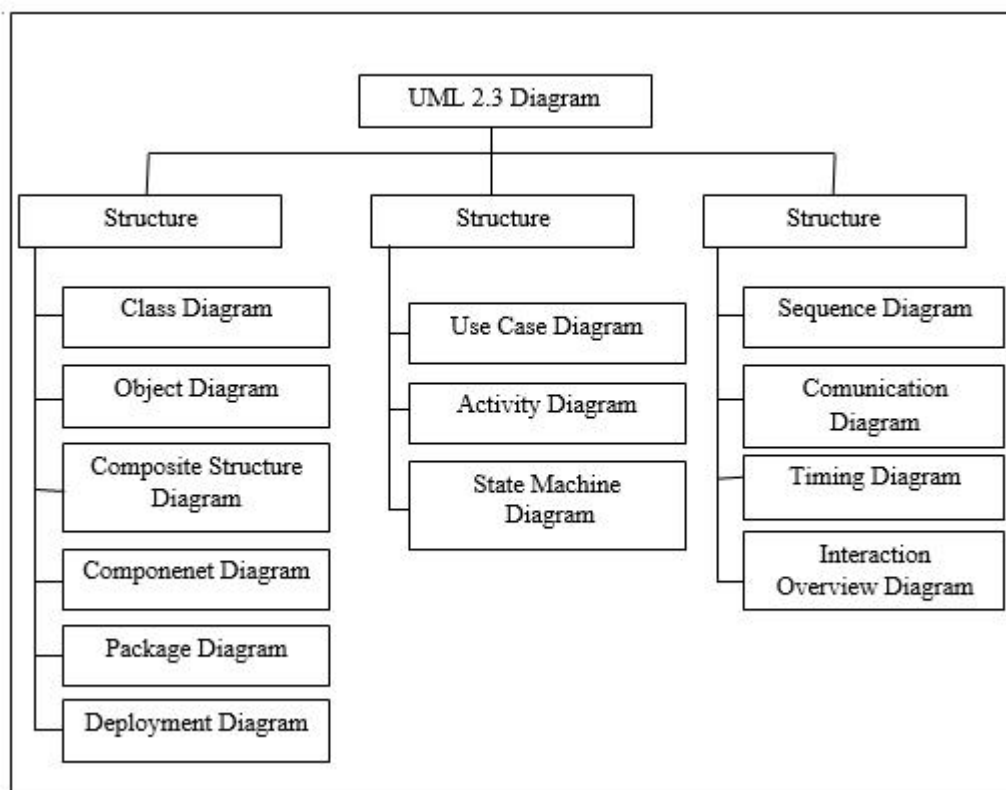 UML 2.3 Diagram
Structure
Class Diagram
Object Diagram
Composite Structure
Diagram
Componenet Diagram
Package Diagram
Deployment Diagram
Structure
Use Case Diagram
Activity Diagram
State Machine
Diagram
Structure
Sequence Diagram
Comunication
Diagram
Timing Diagram
Interaction
Overview Diagram